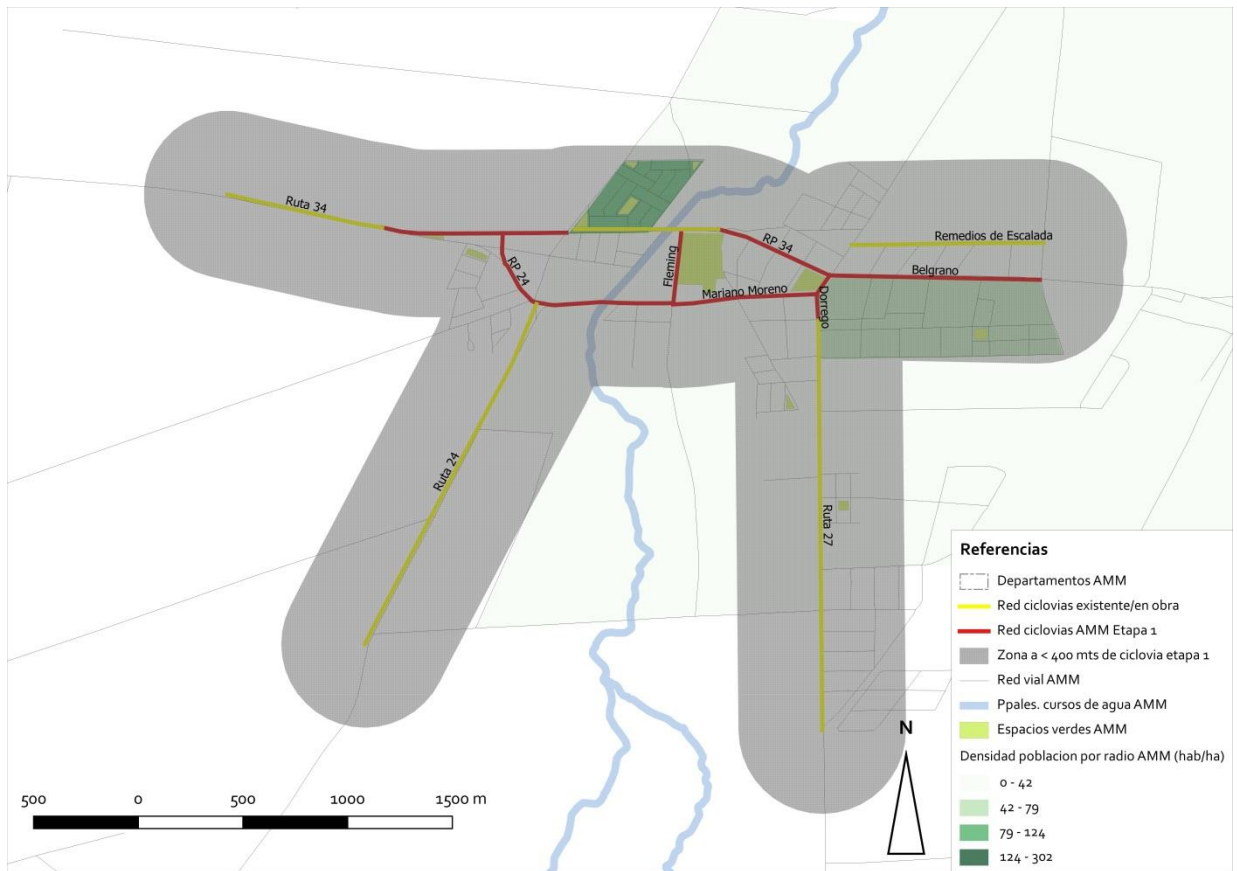 Ruta 34
Remedios de Escalada
RP 34
Belgrano
Fleming
RP 24
Mariano Moreno
Dorrego
Ruta 24
Ruta 27
Referencias
Departamentos AMM
Red ciclovias existente/en obra
Red ciclovias AMM Etapa 1
Zona a < 400 mts de ciclovia etapa 1
Red vial AMM
Ppales. cursos de agua AMM
Espacios verdes AMM
Densidad poblacion por radio AMM (hab/ha)
0 - 42
42 - 79
79 - 124
124 - 302
N
500 0 500 1000 1500 m